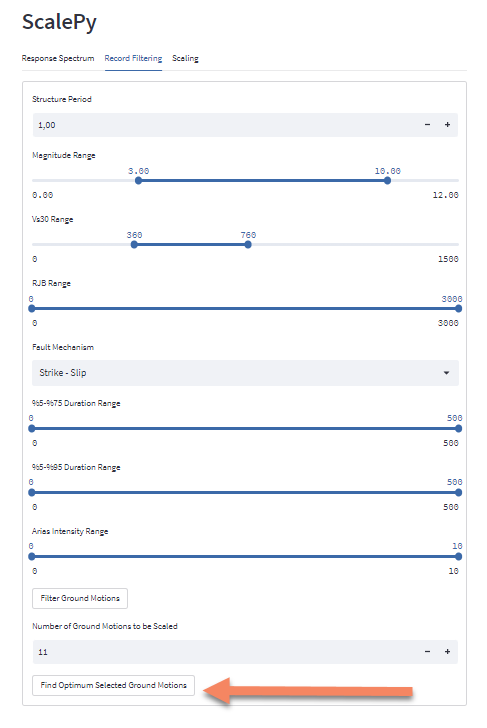 ScalePy
Response Spectrum Record Filtering Scaling
Structure Period
1,00 − +
Magnitude Range
3.00 10.00
0.00 12.00
Vs30 Range
360 760
0 1500
RJB Range
0 3000
0 3000
Fault Mechanism
Strike - Slip
%5-%75 Duration Range
0 500
0 500
%5-%95 Duration Range
0 500
0 500
Arias Intensity Range
0 10
0 10
Filter Ground Motions
Number of Ground Motions to be Scaled
11 − +
Find Optimum Selected Ground Motions